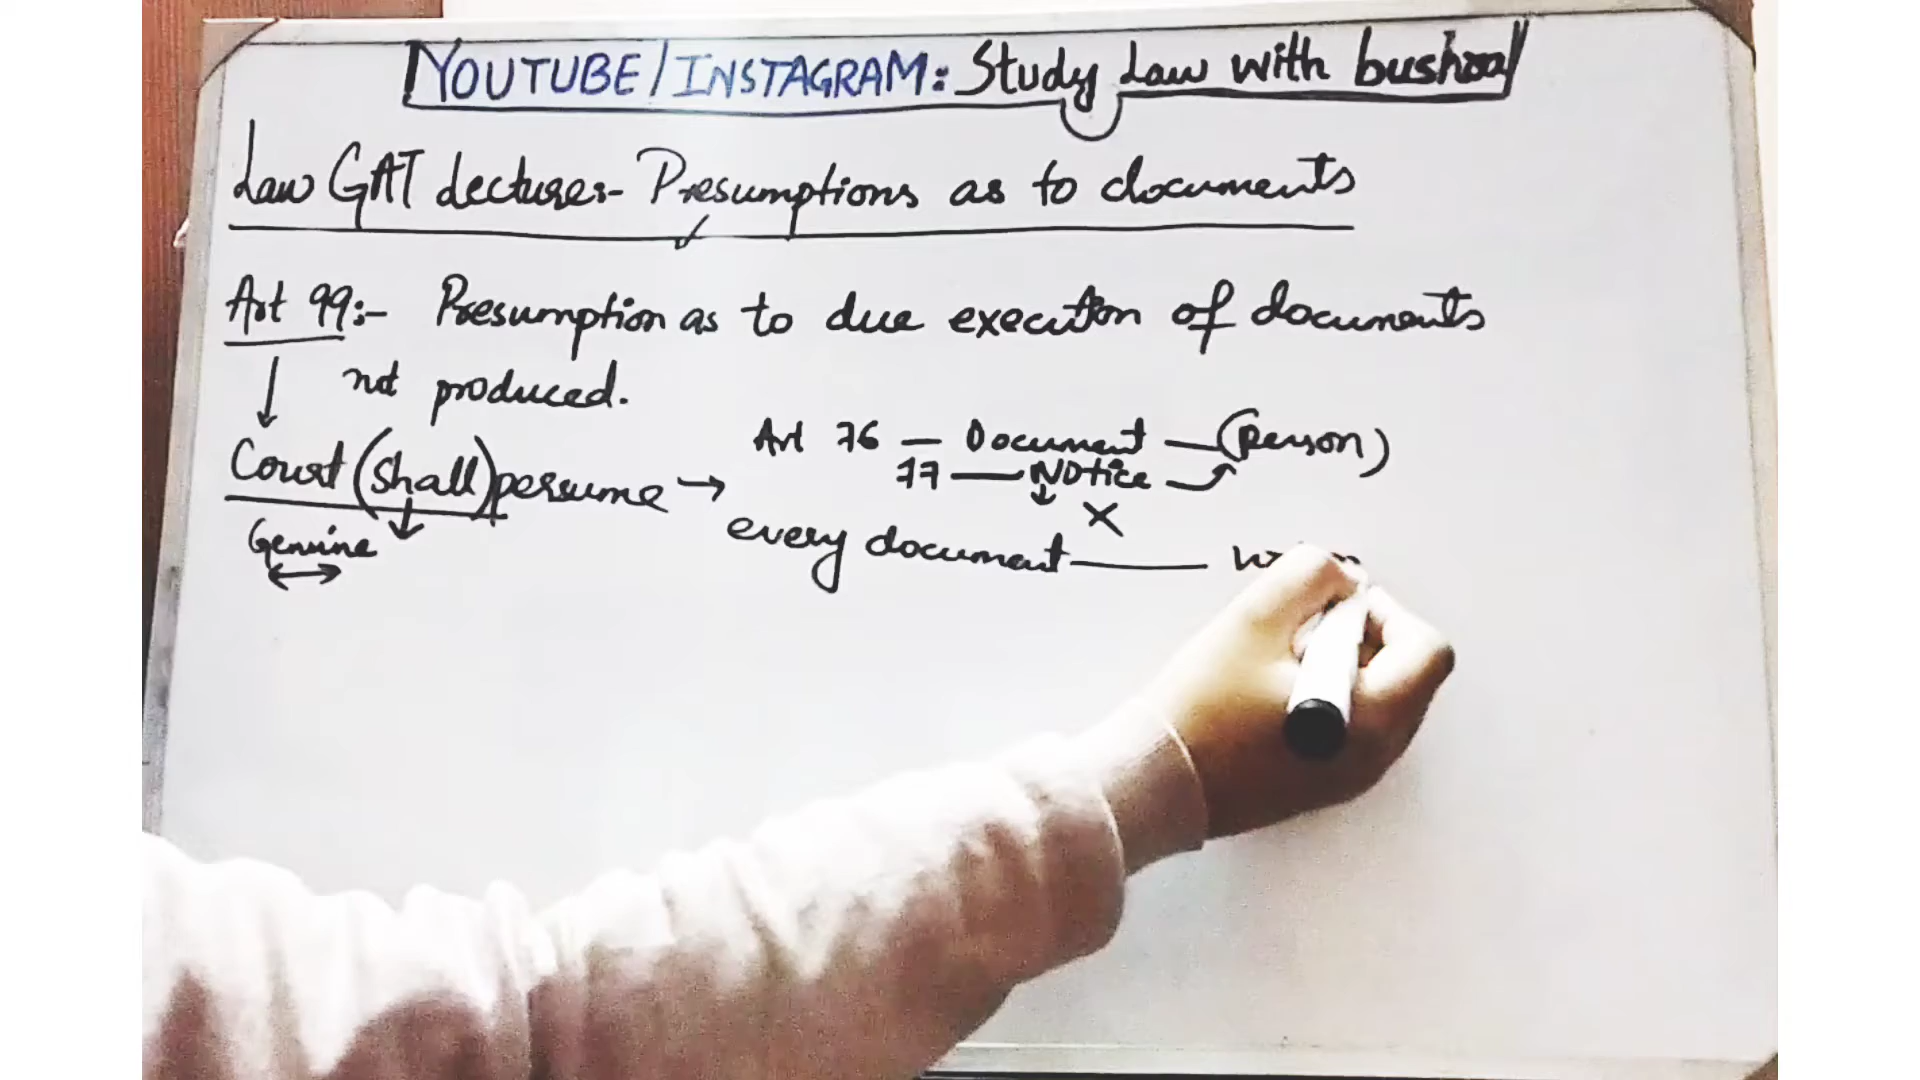 YOUTUBE/INSTAGRAM: Study Law with bushra
Law GAT Lectures:- Presumptions as to documents
Art 99:- Presumption as to due execution of documents
not produced.
Art 76 — Document — (Person)
77 — Notice
Court (Shall) persume → X
every document —
Genuine